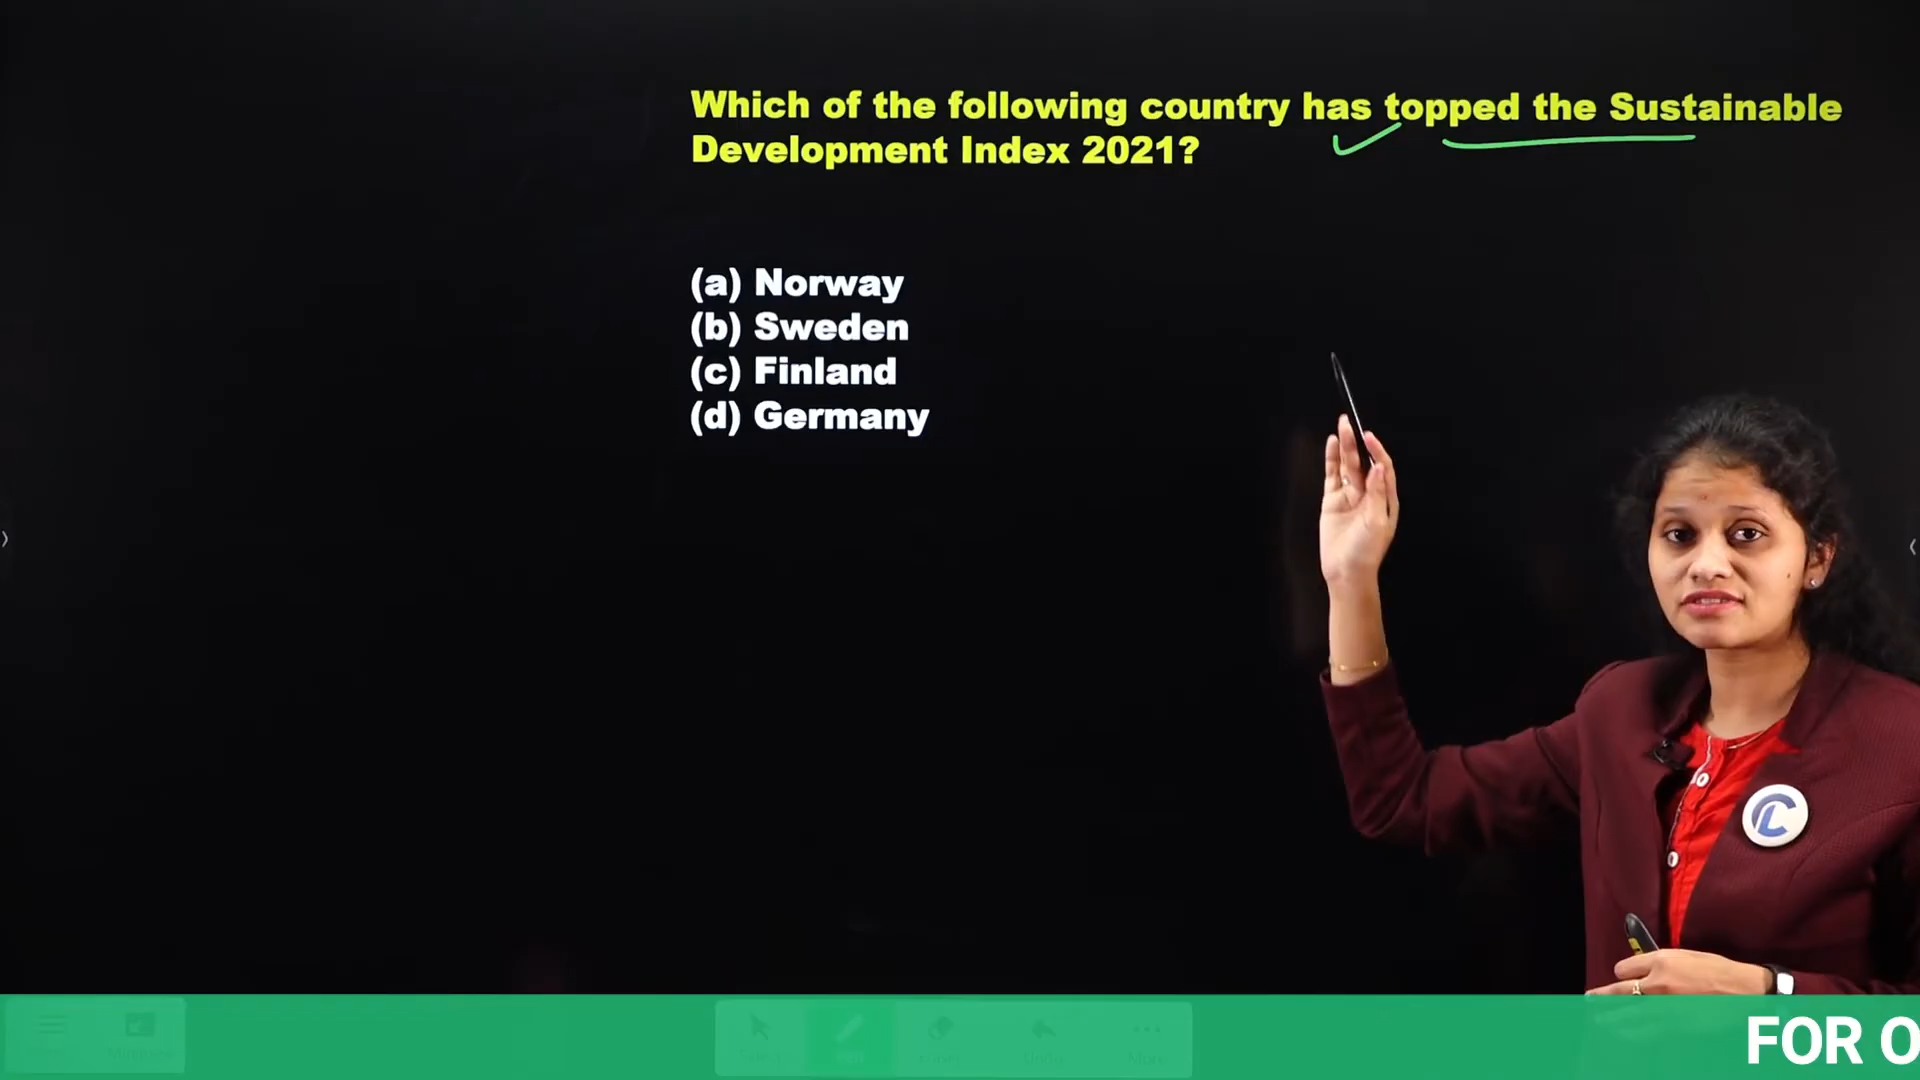 Which of the following country has topped the Sustainable
Development Index 2021?
(a) Norway
(b) Sweden
(c) Finland
(d) Germany
FOR O